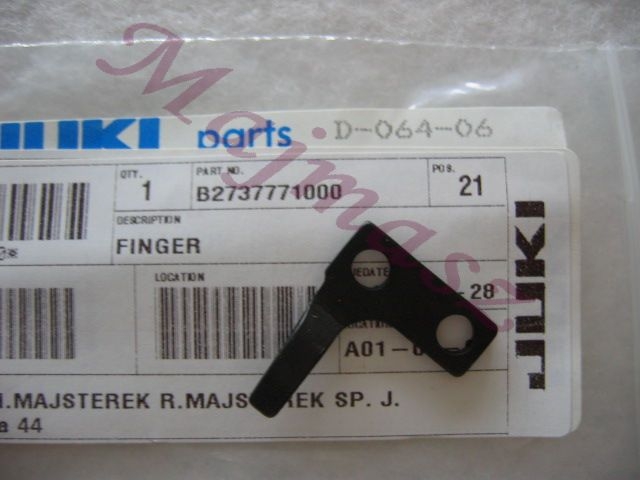 JUKI parts D-064-06
QTY. PART NO. POS.
1 B2737771000 21
DESCRIPTION
FINGER
LOCATION
28
A01-
MAJSTEREK R.MAJS EREK SP. J.
a 44
JUKI
Majmasz